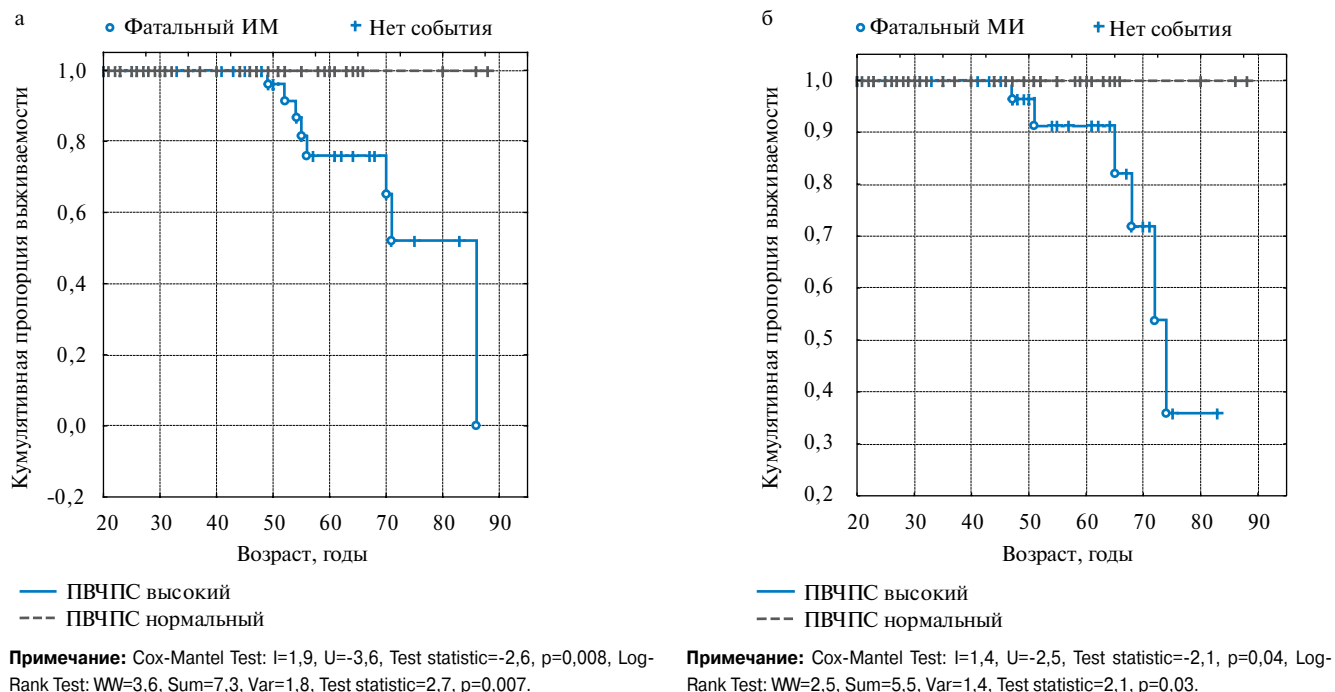 а
Фатальный ИМ
Нет события
Кумулятивная пропорция выживаемости
1,0
0,8
0,6
0,4
0,2
0,0
-0,2
20 30 40 50 60 70 80 90
Возраст, годы
ПВЧПС высокий
ПВЧПС нормальный
Примечание: Cox-Mantel Test: I=1,9, U=-3,6, Test statistic=-2,6, p=0,008, Log-
Rank Test: WW=3,6, Sum=7,3, Var=1,8, Test statistic=2,7, p=0,007.
б
Фатальный МИ
Нет события
Кумулятивная пропорция выживаемости
1,0
0,9
0,8
0,7
0,6
0,5
0,4
0,3
0,2
20 30 40 50 60 70 80 90
Возраст, годы
ПВЧПС высокий
ПВЧПС нормальный
Примечание: Cox-Mantel Test: I=1,4, U=-2,5, Test statistic=-2,1, p=0,04, Log-
Rank Test: WW=2,5, Sum=5,5, Var=1,4, Test statistic=2,1, p=0,03.